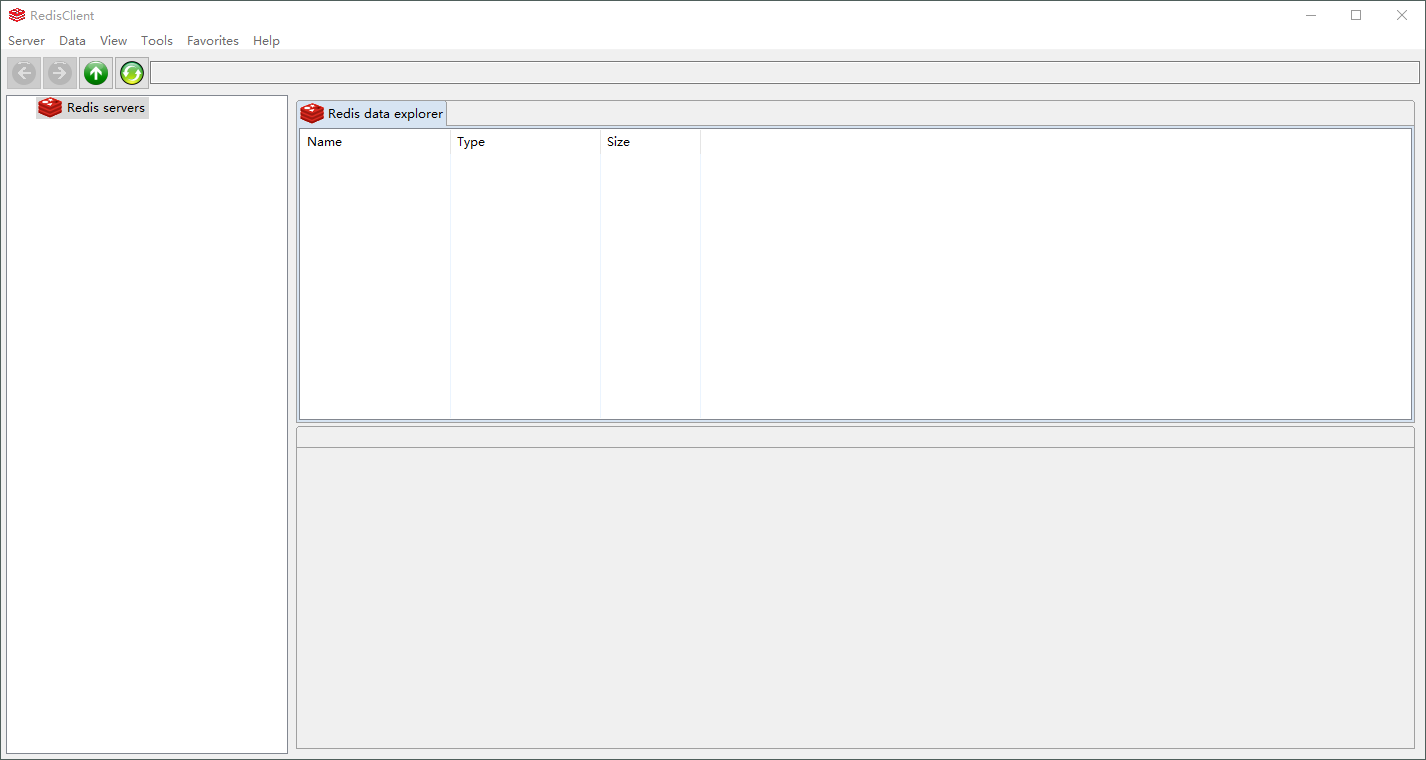 RedisClient
Server Data View Tools Favorites Help
Redis servers
Redis data explorer
Name Type Size